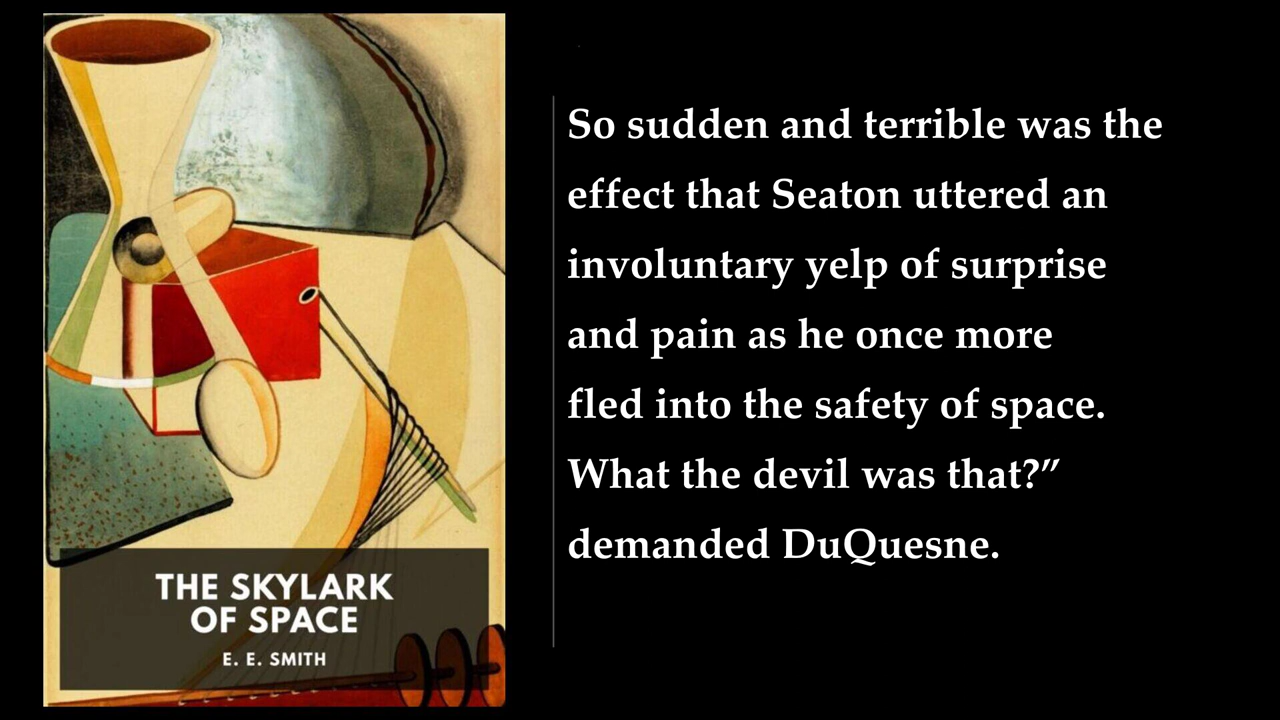 THE SKYLARK
OF SPACE
E. E. SMITH
So sudden and terrible was the
effect that Seaton uttered an
involuntary yelp of surprise
and pain as he once more
fled into the safety of space.
What the devil was that?”
demanded DuQuesne.